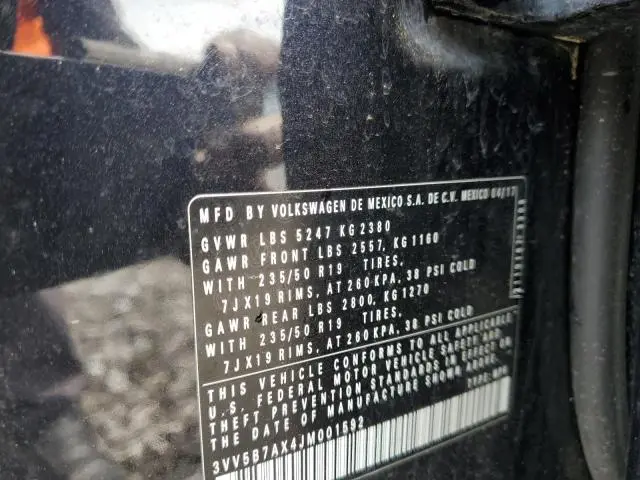 MFD BY VOLKSWAGEN DE MEXICO S.A. DE C.V. MEXICO 04/17
GVWR LBS 5247 KG 2380
GAWR FRONT LBS 2557, KG 1160
WITH 235/50 R19 TIRES,
7JX19 RIMS, AT 260 KPA, 38 PSI COLD
GAWR REAR LBS 2800, KG 1270
WITH 235/50 R19 TIRES,
7JX19 RIMS, AT 260 KPA, 38 PSI COLD
THIS VEHICLE CONFORMS TO ALL APPLICABLE
U.S. FEDERAL MOTOR VEHICLE SAFETY AND
THEFT PREVENTION STANDARDS IN EFFECT ON
THE DATE OF MANUFACTURE SHOWN ABOVE
3VV5B7AX4JM001592 TYPE: